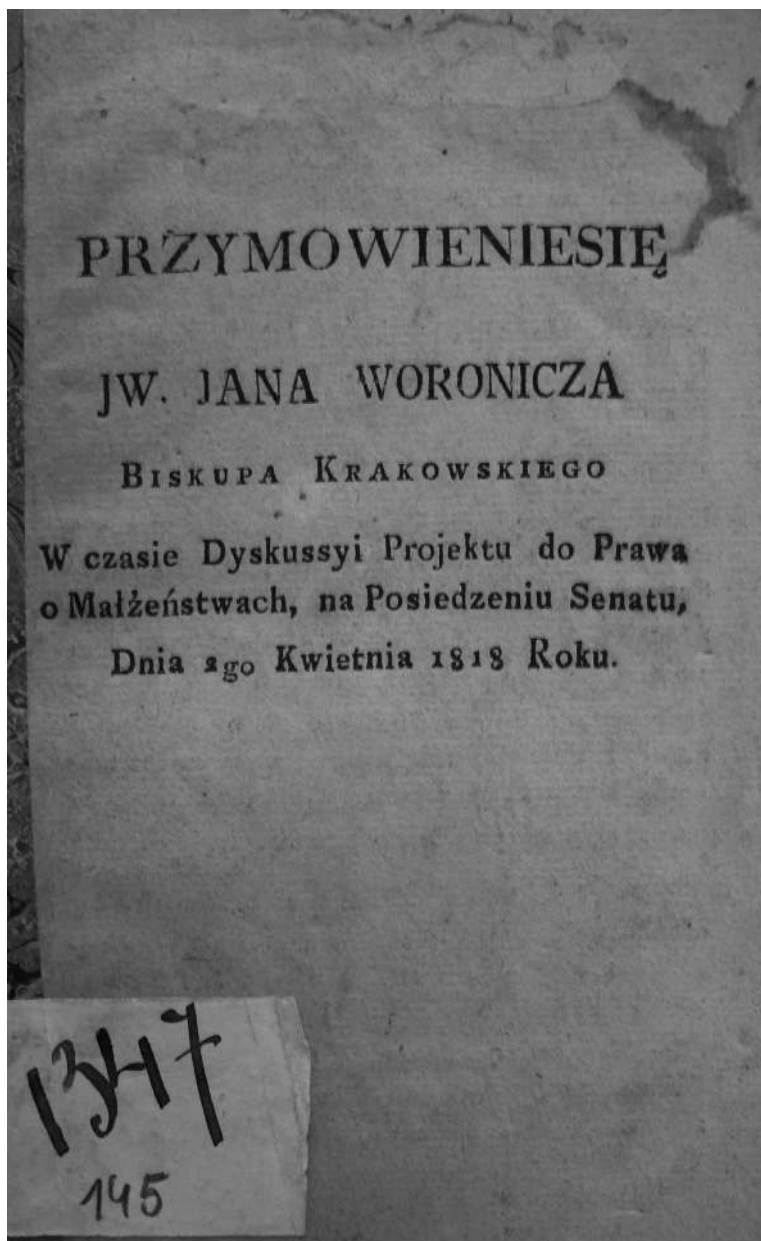 PRZYMOWIENIESIĘ
JW. JANA WORONICZA
BISKUPA KRAKOWSKIEGO
W czasie Dyskussyi Projektu do Prawa
o Małżeństwach, na Posiedzeniu Senatu,
Dnia 2go Kwietnia 1818 Roku.
1347
145